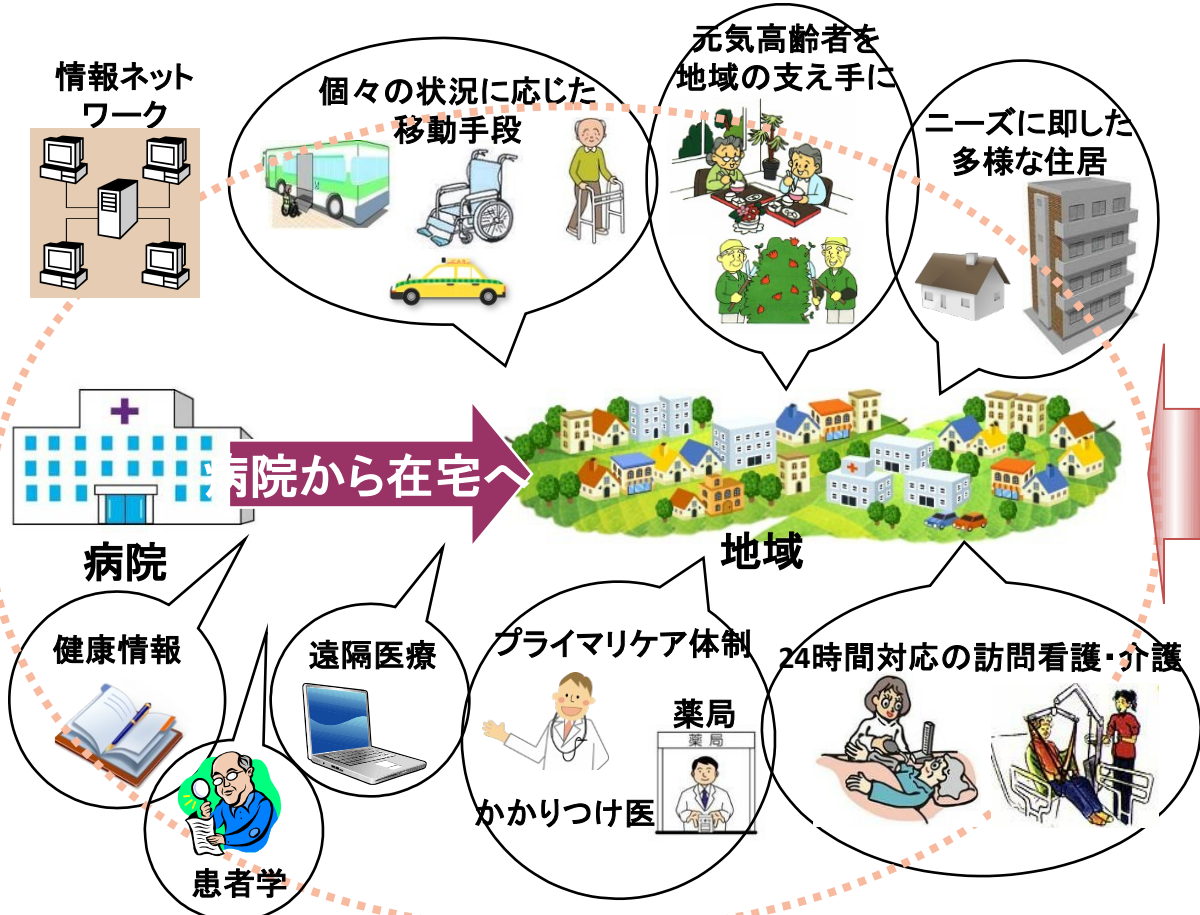 情報ネット
ワーク
個々の状況に応じた
移動手段
元気高齢者を
地域の支え手に
ニーズに即した
多様な住居
病院から在宅へ
病院
地域
健康情報
遠隔医療
患者学
プライマリケア体制
薬局
薬局
かかりつけ医
24時間対応の訪問看護・介護